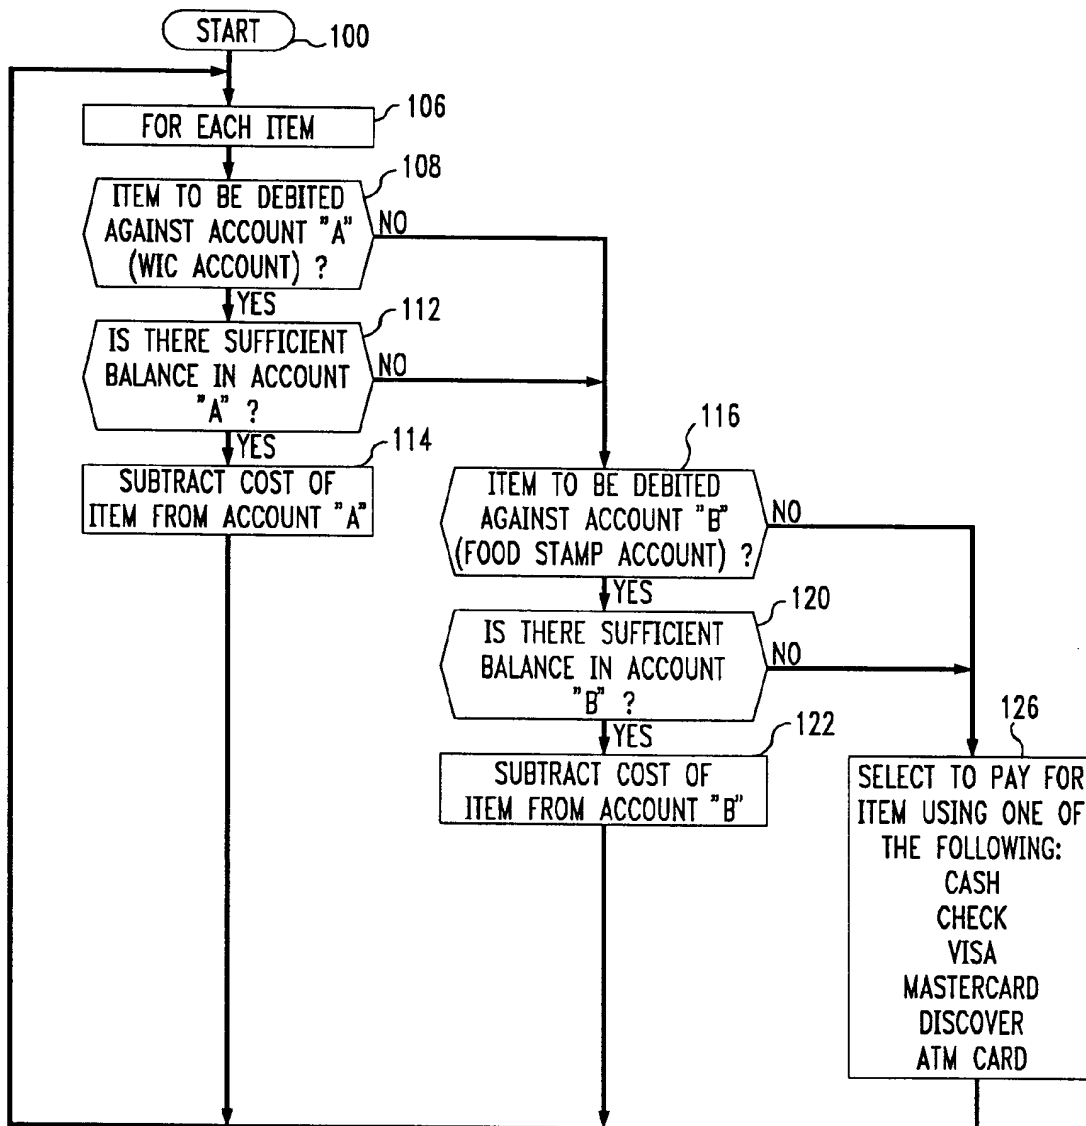 START
100
106
FOR EACH ITEM
108
ITEM TO BE DEBITED
AGAINST ACCOUNT "A"
(WIC ACCOUNT) ?
NO
YES
112
IS THERE SUFFICIENT
BALANCE IN ACCOUNT
"A" ?
NO
YES
114
SUBTRACT COST OF
ITEM FROM ACCOUNT "A"
116
ITEM TO BE DEBITED
AGAINST ACCOUNT "B"
(FOOD STAMP ACCOUNT) ?
NO
YES
120
IS THERE SUFFICIENT
BALANCE IN ACCOUNT
"B" ?
NO
YES
122
SUBTRACT COST OF
ITEM FROM ACCOUNT "B"
126
SELECT TO PAY FOR
ITEM USING ONE OF
THE FOLLOWING:
CASH
CHECK
VISA
MASTERCARD
DISCOVER
ATM CARD